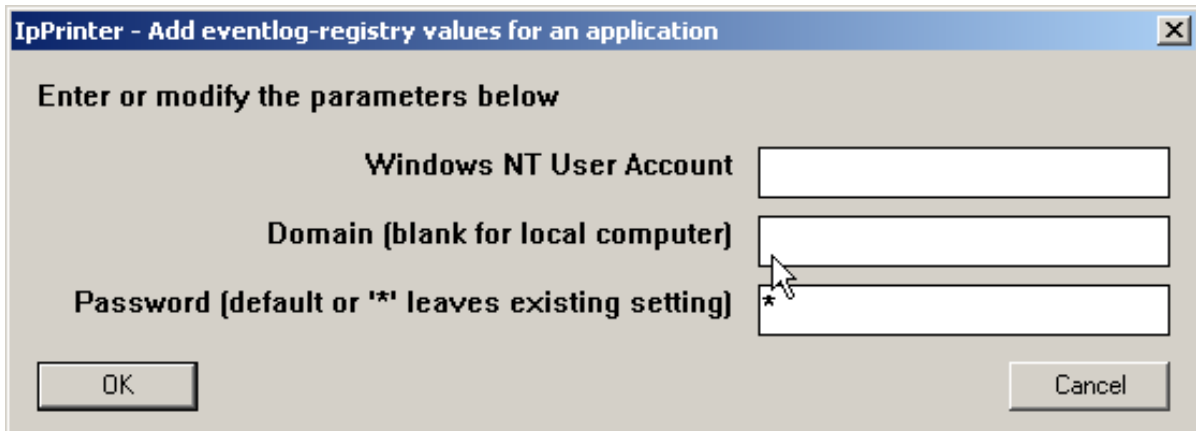 IpPrinter - Add eventlog-registry values for an application
Enter or modify the parameters below
Windows NT User Account
Domain (blank for local computer)
Password (default or '*' leaves existing setting) *
OK Cancel